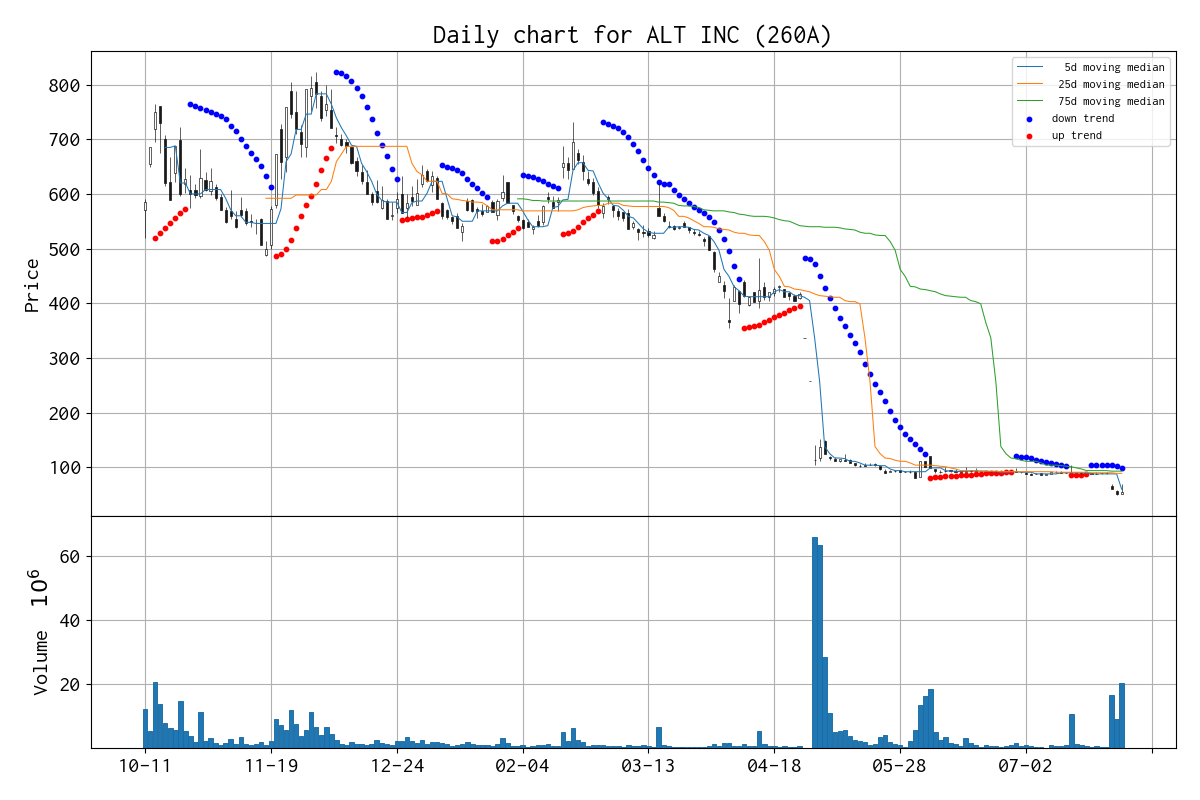 Daily chart for ALT INC (260A)
5d moving median
25d moving median
75d moving median
down trend
up trend
Price
800
700
600
500
400
300
200
100
Volume 10^6
60
40
20
10-11
11-19
12-24
02-04
03-13
04-18
05-28
07-02